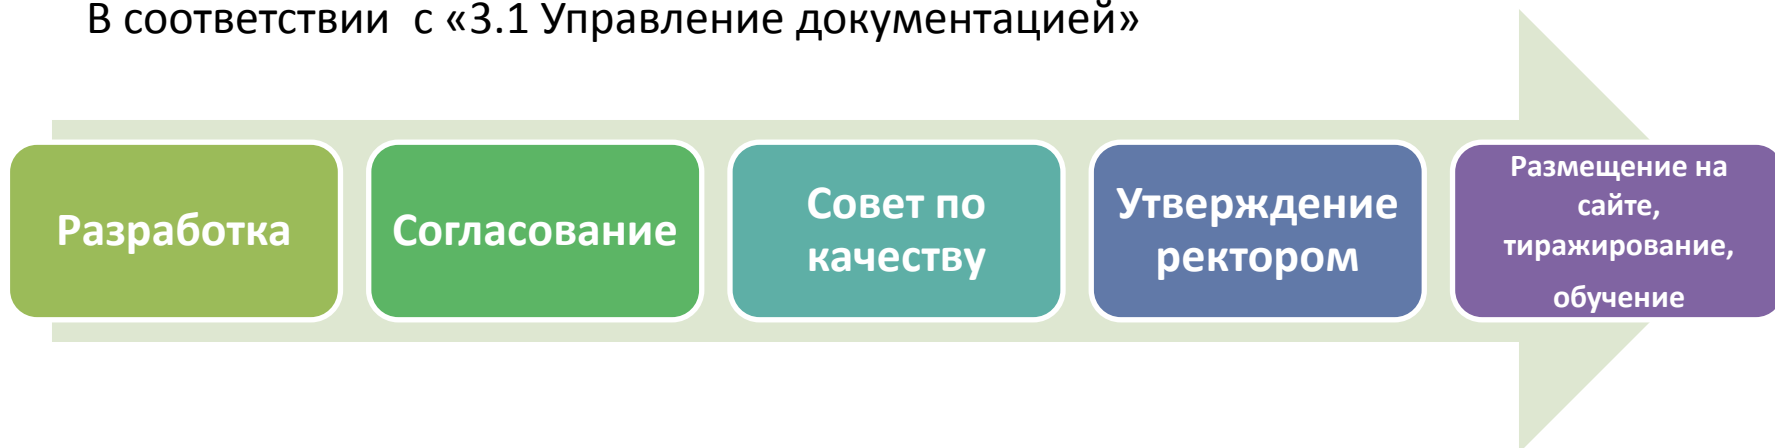 В соответствии  с «3.1 Управление документацией»
Разработка
Согласование
Совет по
качеству
Утверждение
ректором
Размещение на
сайте,
тиражирование,
обучение